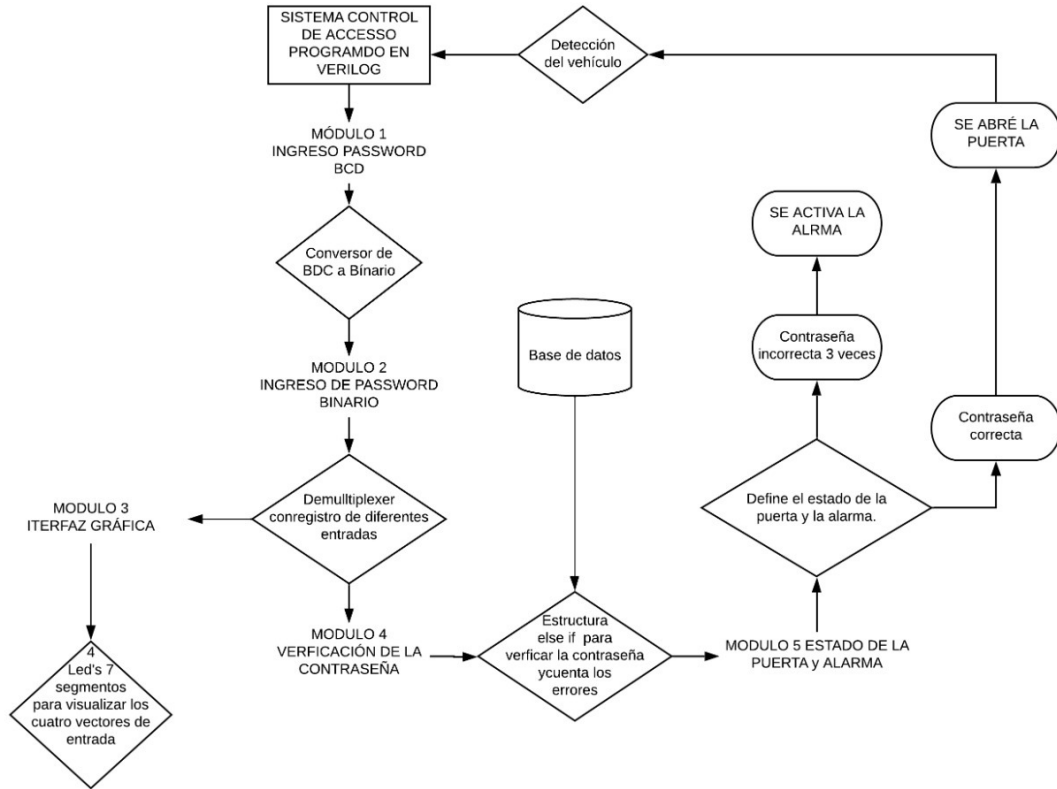 SISTEMA CONTROL
DE ACCESSO
PROGRAMDO EN
VERILOG
Detección
del vehículo
SE ABRÉ LA
PUERTA
MÓDULO 1
INGRESO PASSWORD
BCD
SE ACTIVA LA
ALRMA
Conversor de
BDC a Bínario
Base de datos
Contraseña
incorrecta 3 veces
MODULO 2
INGRESO DE PASSWORD
BINARIO
Contraseña
correcta
MODULO 3
ITERFAZ GRÁFICA
Demulltiplexer
conregistro de diferentes
entradas
Define el estado de la
puerta y la alarma.
MODULO 4
VERFICACIÓN DE LA
CONTRASEÑA
Estructura
else if para
verficar la contraseña
ycuenta los
errores
MODULO 5 ESTADO DE LA
PUERTA y ALARMA
4
Led's 7
segmentos
para visualizar los
cuatro vectores de
entrada